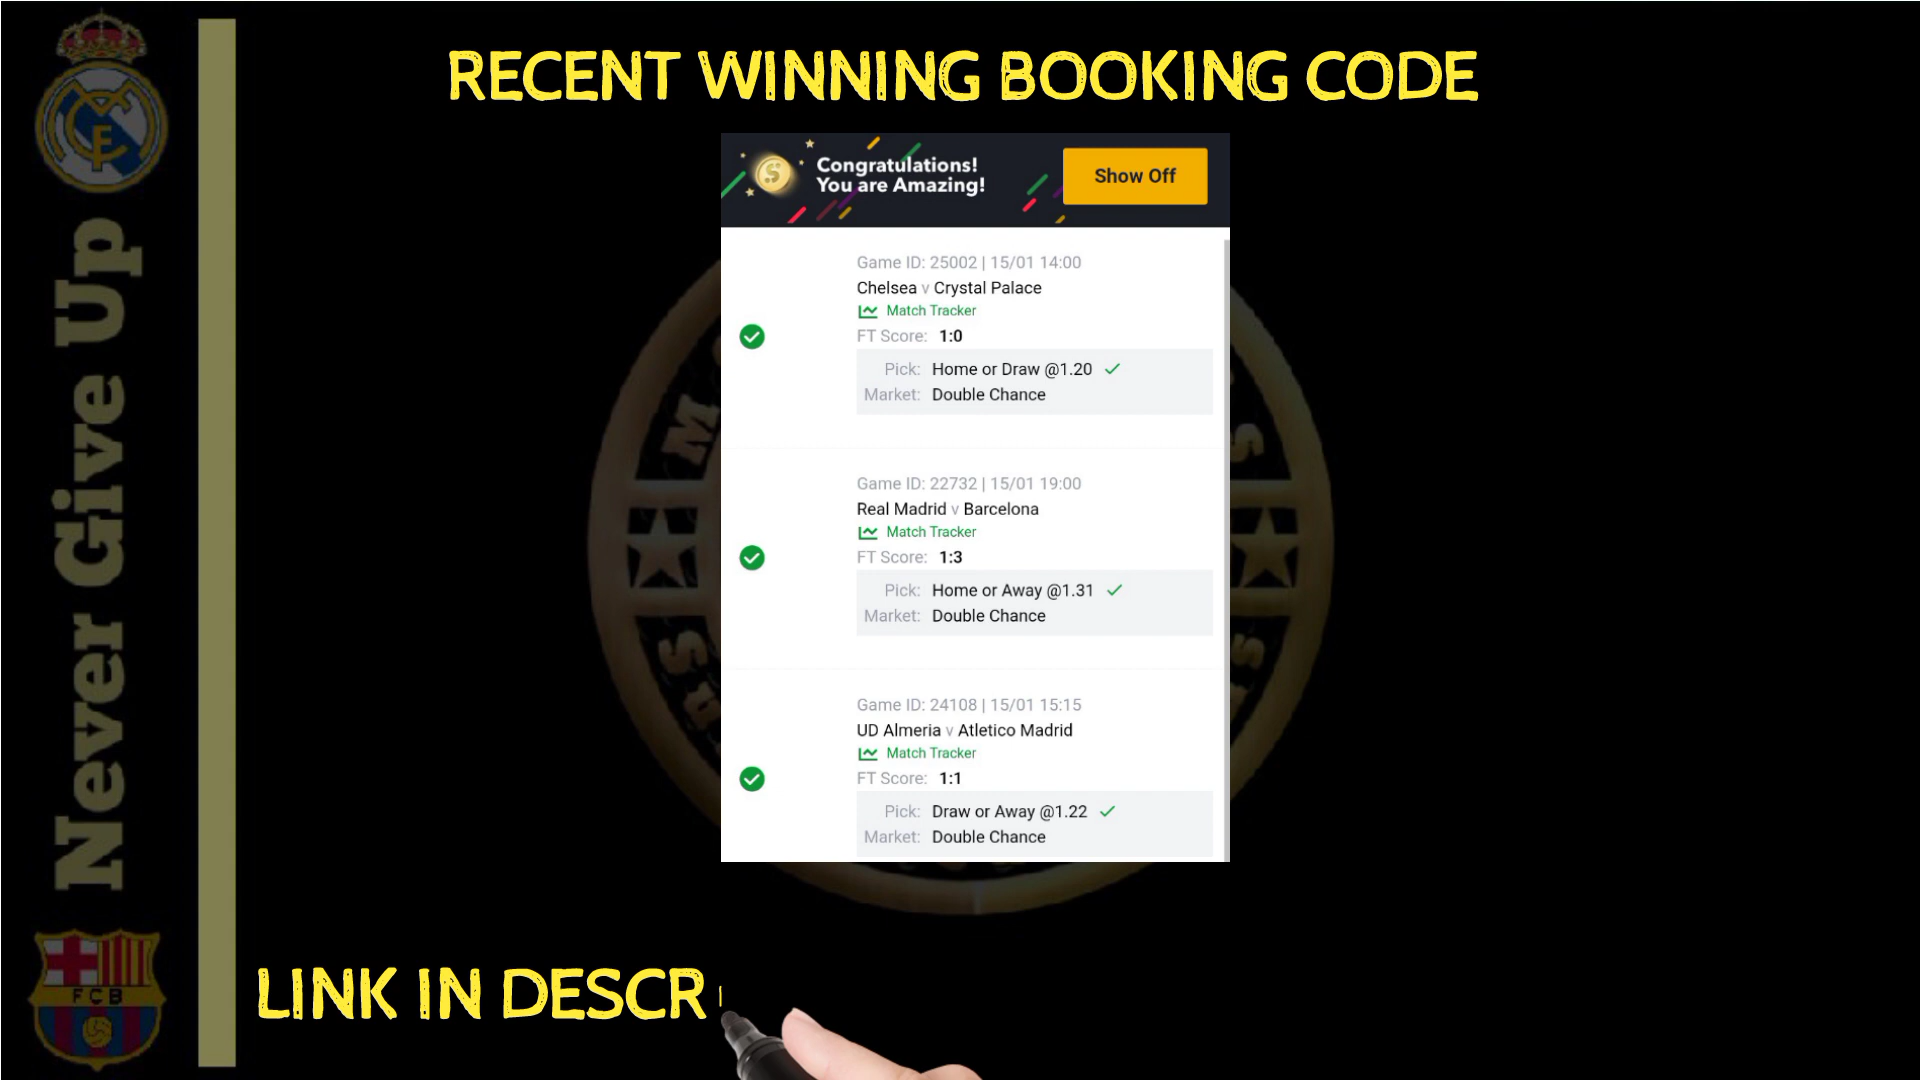 RECENT WINNING BOOKING CODE
Congratulations!
You are Amazing!
Show Off
Game ID: 25002 | 15/01 14:00
Chelsea v Crystal Palace
Match Tracker
FT Score: 1:0
Pick: Home or Draw @1.20
Market: Double Chance
Game ID: 22732 | 15/01 19:00
Real Madrid v Barcelona
Match Tracker
FT Score: 1:3
Pick: Home or Away @1.31
Market: Double Chance
Game ID: 24108 | 15/01 15:15
UD Almeria v Atletico Madrid
Match Tracker
FT Score: 1:1
Pick: Draw or Away @1.22
Market: Double Chance
Never Give Up
FCB
LINK IN DESCR